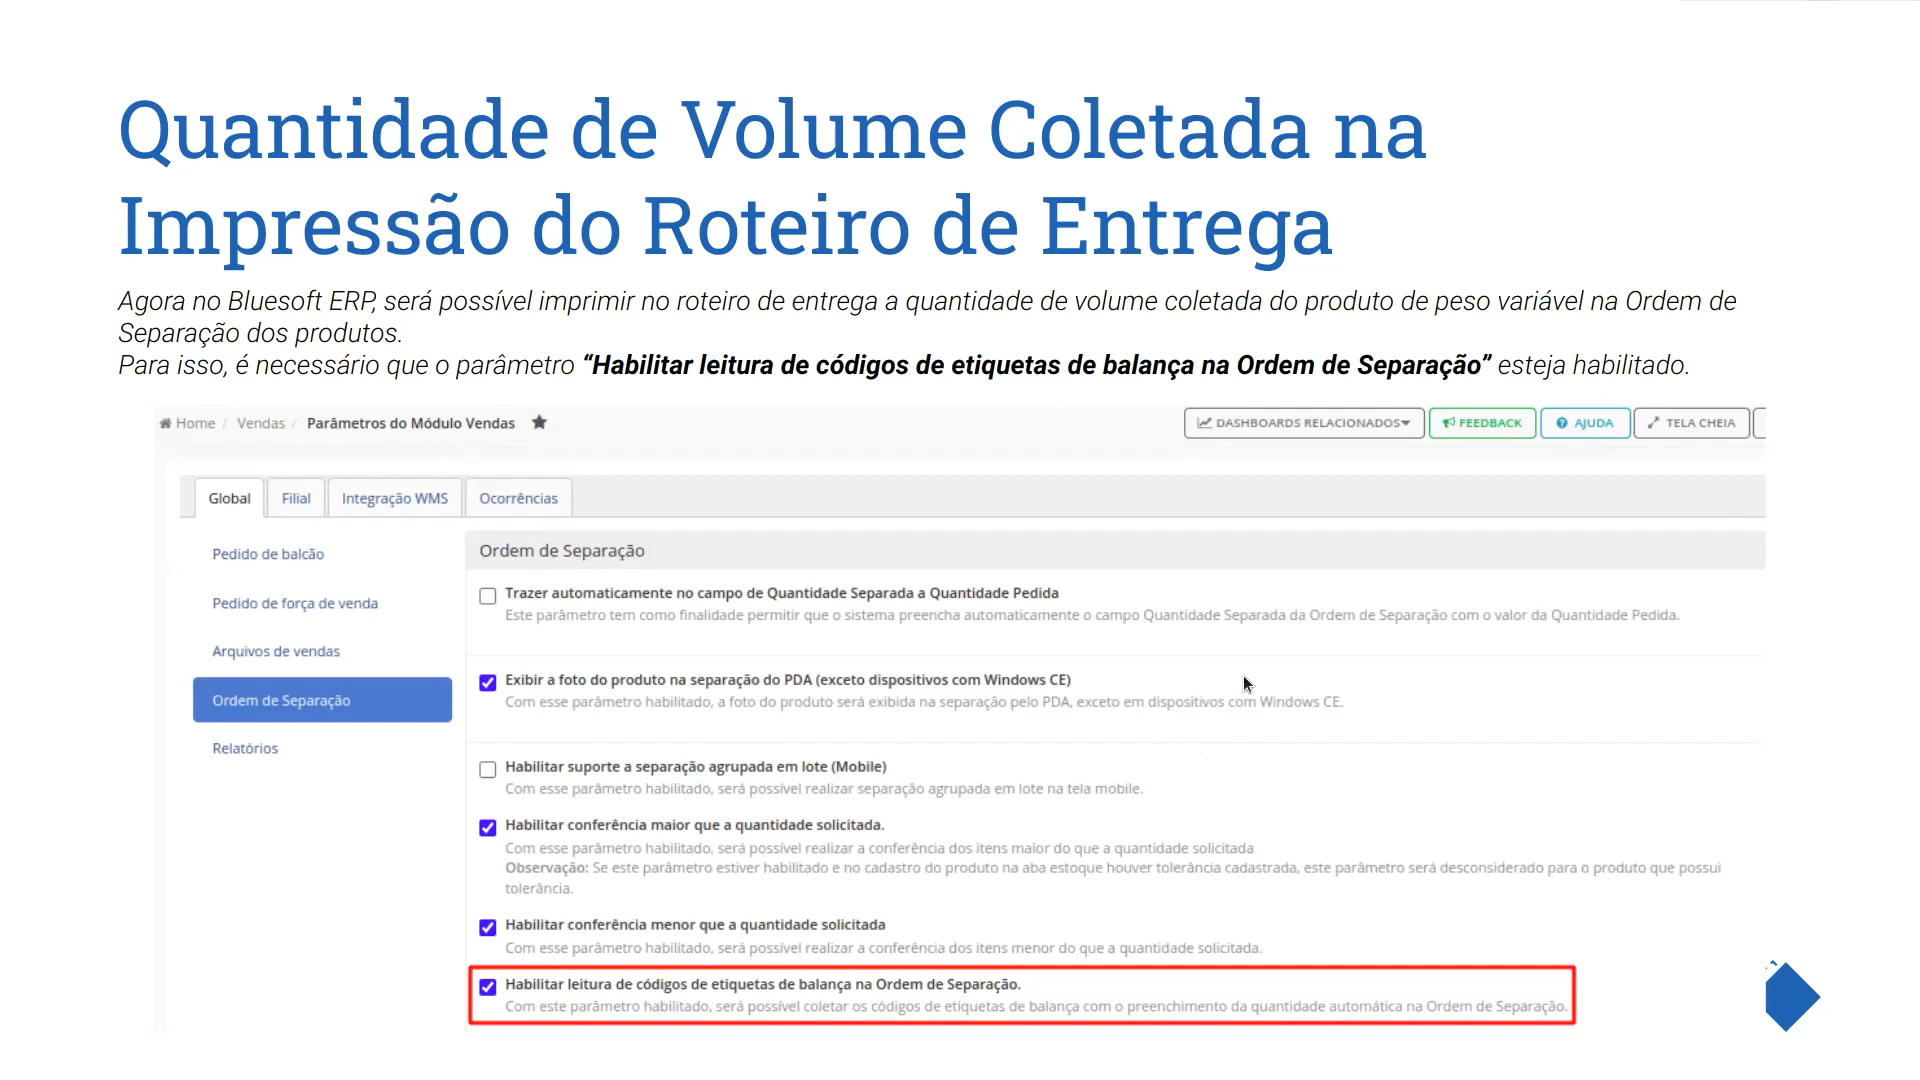 Quantidade de Volume Coletada na
Impressão do Roteiro de Entrega
Agora no Bluesoft ERP, será possível imprimir no roteiro de entrega a quantidade de volume coletada do produto de peso variável na Ordem de
Separação dos produtos.
Para isso, é necessário que o parâmetro “Habilitar leitura de códigos de etiquetas de balança na Ordem de Separação” esteja habilitado.
Home / Vendas / Parâmetros do Módulo Vendas
DASHBOARDS RELACIONADOS
FEEDBACK
AJUDA
TELA CHEIA
Global
Filial
Integração WMS
Ocorrências
Pedido de balcão
Pedido de força de venda
Arquivos de vendas
Ordem de Separação
Relatórios
Ordem de Separação
Trazer automaticamente no campo de Quantidade Separada a Quantidade Pedida
Este parâmetro tem como finalidade permitir que o sistema preencha automaticamente o campo Quantidade Separada da Ordem de Separação com o valor da Quantidade Pedida.
Exibir a foto do produto na separação do PDA (exceto dispositivos com Windows CE)
Com esse parâmetro habilitado, a foto do produto será exibida na separação pelo PDA, exceto em dispositivos com Windows CE.
Habilitar suporte a separação agrupada em lote (Mobile)
Com esse parâmetro habilitado, será possível realizar separação agrupada em lote na tela mobile.
Habilitar conferência maior que a quantidade solicitada.
Com esse parâmetro habilitado, será possível realizar a conferência dos itens maior do que a quantidade solicitada
Observação: Se este parâmetro estiver habilitado e no cadastro do produto na aba estoque houver tolerância cadastrada, este parâmetro será desconsiderado para o produto que possui
tolerância.
Habilitar conferência menor que a quantidade solicitada
Com esse parâmetro habilitado, será possível realizar a conferência dos itens menor do que a quantidade solicitada.
Habilitar leitura de códigos de etiquetas de balança na Ordem de Separação.
Com este parâmetro habilitado, será possível coletar os códigos de etiquetas de balança com o preenchimento da quantidade automática na Ordem de Separação.